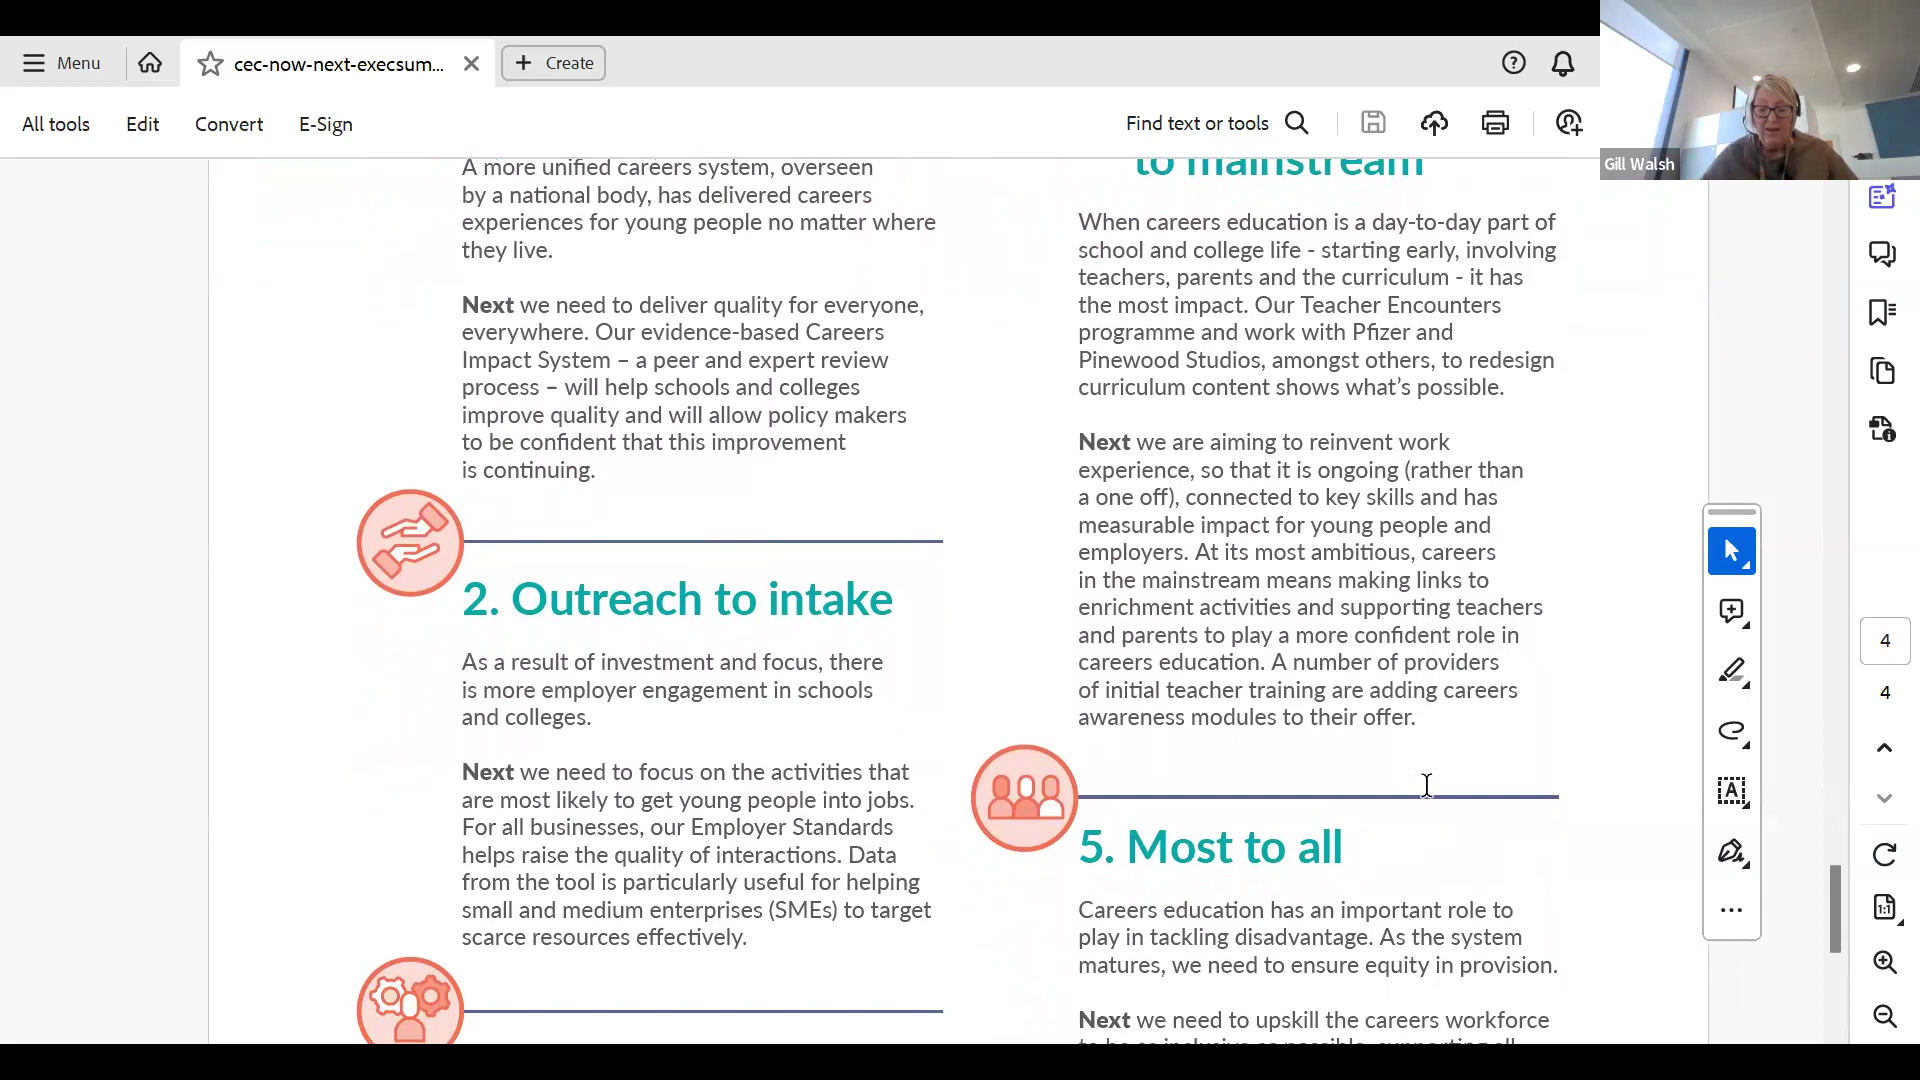 Menu
cec-now-next-execsum...
Create
Gill Walsh
All tools
Edit
Convert
E-Sign
Find text or tools
A more unified careers system, overseen
by a national body, has delivered careers
experiences for young people no matter where
they live.
Next we need to deliver quality for everyone,
everywhere. Our evidence-based Careers
Impact System – a peer and expert review
process – will help schools and colleges
improve quality and will allow policy makers
to be confident that this improvement
is continuing.
2. Outreach to intake
As a result of investment and focus, there
is more employer engagement in schools
and colleges.
Next we need to focus on the activities that
are most likely to get young people into jobs.
For all businesses, our Employer Standards
helps raise the quality of interactions. Data
from the tool is particularly useful for helping
small and medium enterprises (SMEs) to target
scarce resources effectively.
to mainstream
When careers education is a day-to-day part of
school and college life - starting early, involving
teachers, parents and the curriculum - it has
the most impact. Our Teacher Encounters
programme and work with Pfizer and
Pinewood Studios, amongst others, to redesign
curriculum content shows what's possible.
Next we are aiming to reinvent work
experience, so that it is ongoing (rather than
a one off), connected to key skills and has
measurable impact for young people and
employers. At its most ambitious, careers
in the mainstream means making links to
enrichment activities and supporting teachers
and parents to play a more confident role in
careers education. A number of providers
of initial teacher training are adding careers
awareness modules to their offer.
5. Most to all
Careers education has an important role to
play in tackling disadvantage. As the system
matures, we need to ensure equity in provision.
Next we need to upskill the careers workforce
to be as inclusive as possible, supporting all
4
4